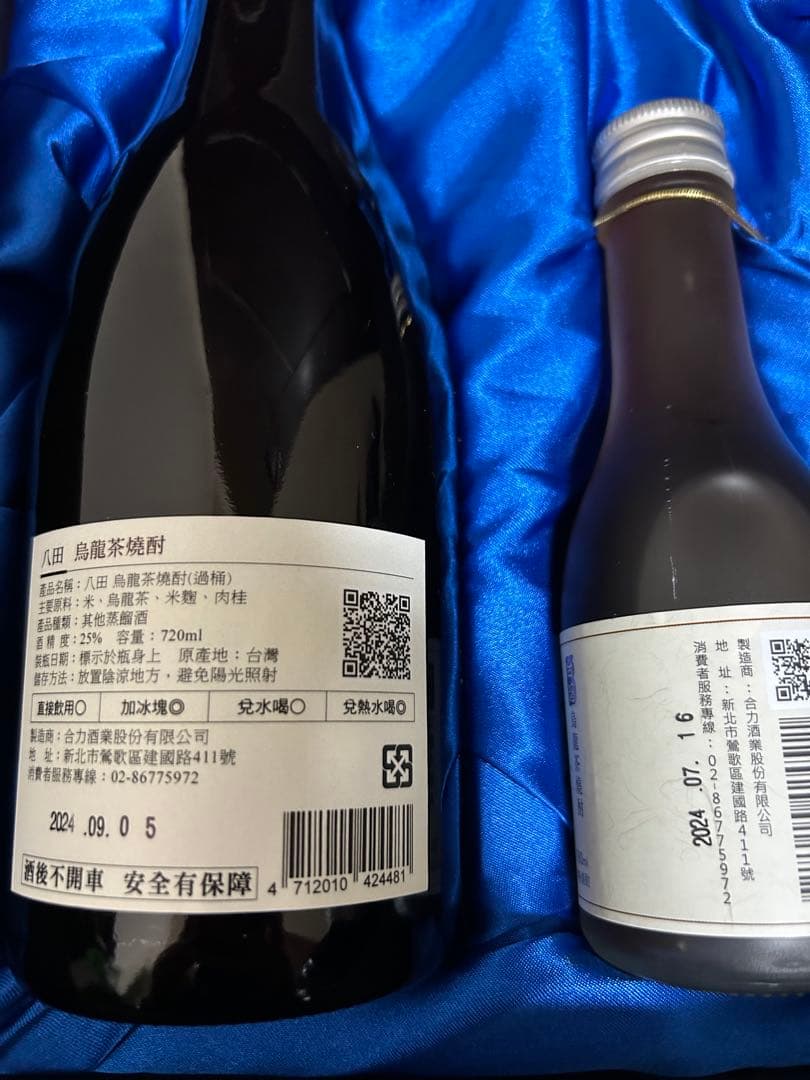 八田 烏龍茶燒酎
產品名稱：八田 烏龍茶燒酎(過桶)
主要原料：米、烏龍茶、米麴、肉桂
產品種類：其他蒸餾酒
酒精度：25% 容量：720ml
裝瓶日期：標示於瓶身上 原產地：台灣
儲存方法：放置陰涼地方，避免陽光照射
直接飲用○ 加冰塊◎ 兌水喝○ 兌熱水喝◎
製造商：合力酒業股份有限公司
地 址：新北市鶯歌區建國路411號
消費者服務專線：02-86775972
2024 .09. 0 5
酒後不開車 安全有保障
4 712010 424481
製造商：合力酒業股份有限公司
地 址：新北市鶯歌區建國路411號
消費者服務專線：02-86775972
2024 .07. 1 6
烏龍茶燒酎